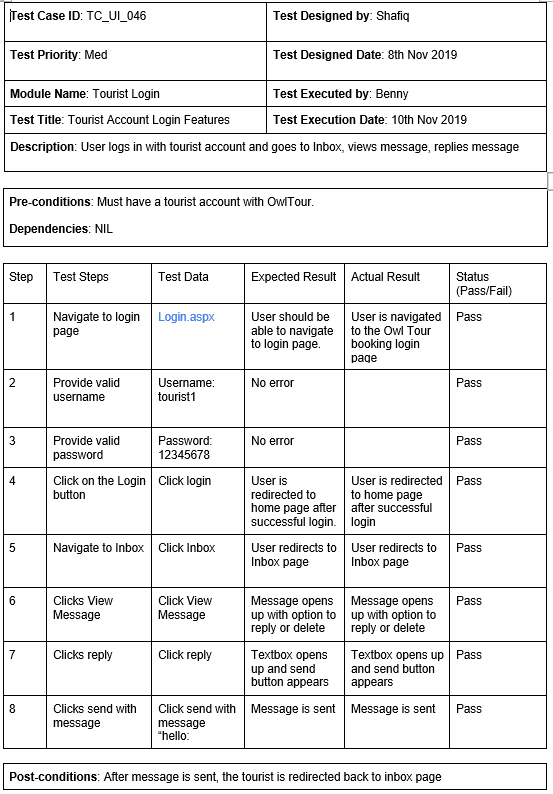 Test Case ID: TC_UI_046
Test Designed by: Shafiq
Test Priority: Med
Test Designed Date: 8th Nov 2019
Module Name: Tourist Login
Test Executed by: Benny
Test Title: Tourist Account Login Features
Test Execution Date: 10th Nov 2019
Description: User logs in with tourist account and goes to Inbox, views message, replies message
Pre-conditions: Must have a tourist account with OwlTour.
Dependencies: NIL
Step
Test Steps
Test Data
Expected Result
Actual Result
Status
(Pass/Fail)
1
Navigate to login
page
Login.aspx
User should be
able to navigate
to login page.
User is navigated
to the Owl Tour
booking login
page
Pass
2
Provide valid
username
Username:
tourist1
No error
Pass
3
Provide valid
password
Password:
12345678
No error
Pass
4
Click on the Login
button
Click login
User is
redirected to
home page after
successful login.
User is redirected
to home page
after successful
login
Pass
5
Navigate to Inbox
Click Inbox
User redirects to
Inbox page
User redirects to
Inbox page
Pass
6
Clicks View
Message
Click View
Message
Message opens
up with option to
reply or delete
Message opens
up with option to
reply or delete
Pass
7
Clicks reply
Click reply
Textbox opens
up and send
button appears
Textbox opens up
and send button
appears
Pass
8
Clicks send with
message
Click send with
message
“hello:
Message is sent
Message is sent
Pass
Post-conditions: After message is sent, the tourist is redirected back to inbox page